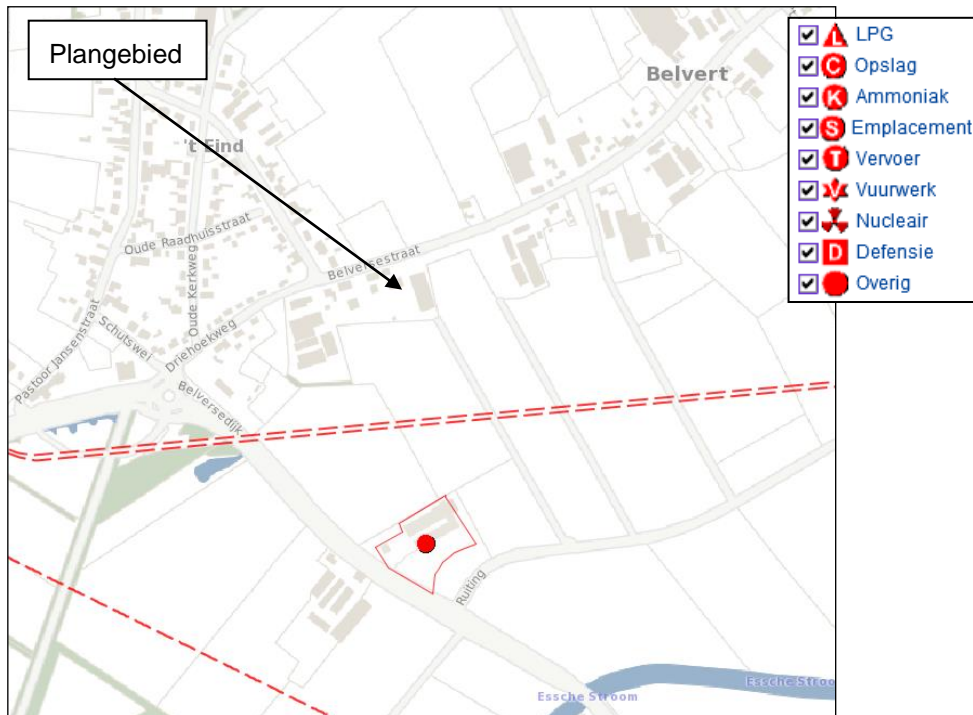 Plangebied
Belvert
't Eind
Oude Raadhuisstraat
Belversestraat
Oude Kerkweg
Driehoekweg
Schutswei
Pastoor Jansenstraat
Belversedijk
Ruiting
Essche Stroom
Essche Stroo
L LPG
C Opslag
K Ammoniak
S Emplacement
T Vervoer
V Vuurwerk
Nucleair
D Defensie
Overig